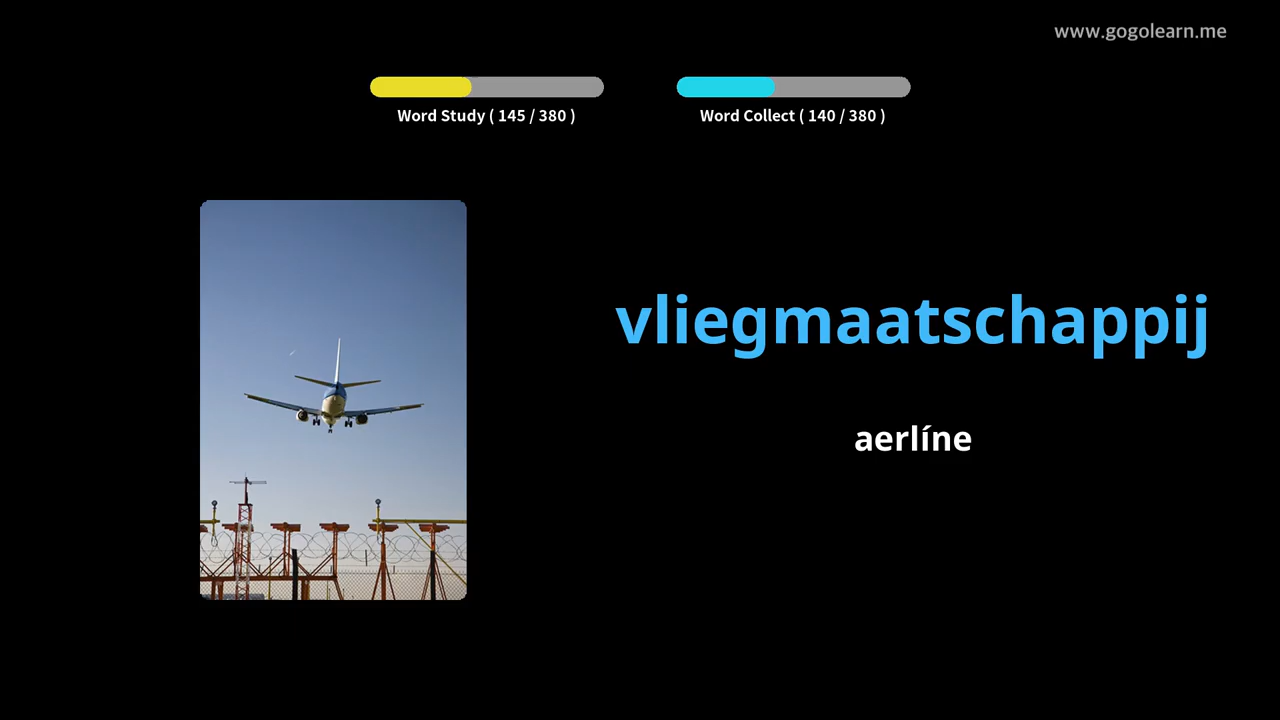 www.gogolearn.me
Word Study ( 145 / 380 )
Word Collect ( 140 / 380 )
vliegmaatschappij
aerlíne